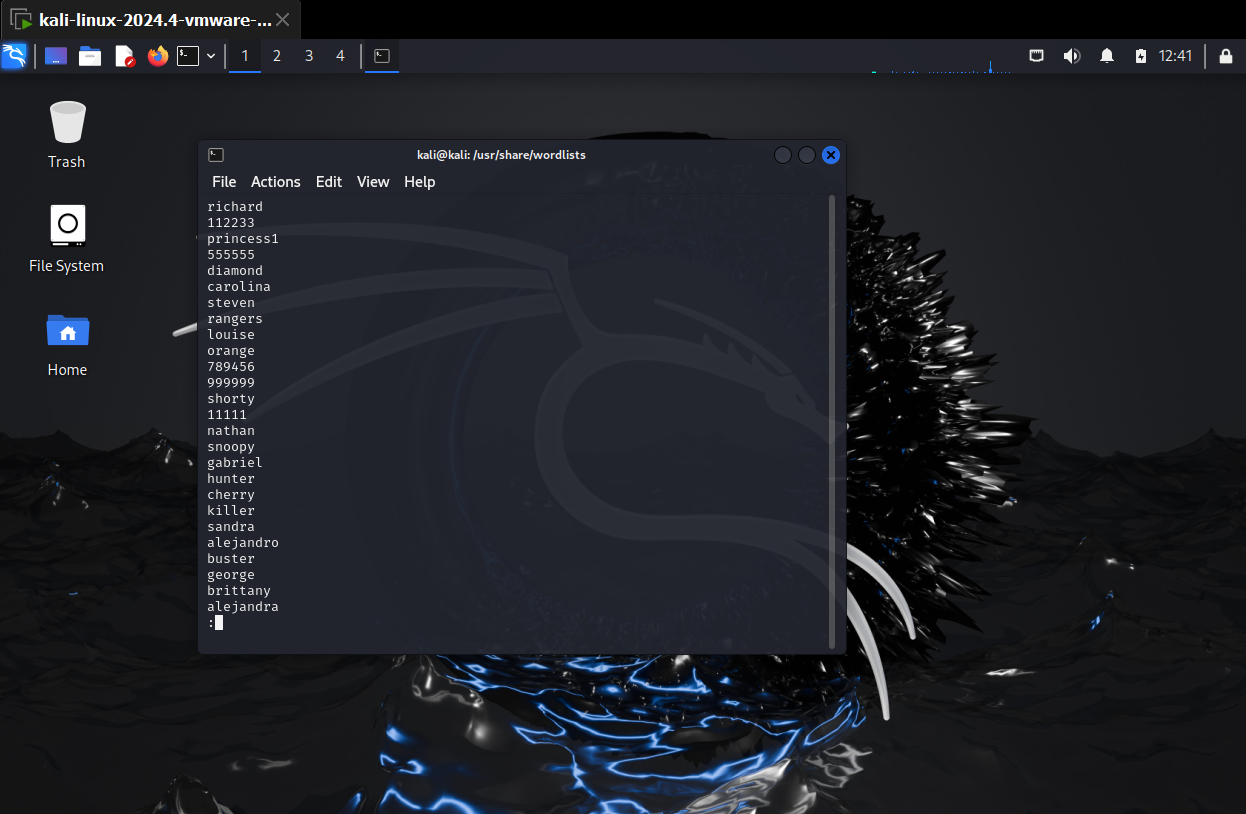 kali-linux-2024.4-vmware-...
1 2 3 4
12:41
Trash
File System
Home
kali@kali: /usr/share/wordlists
File Actions Edit View Help
richard
112233
princess1
555555
diamond
carolina
steven
rangers
louise
orange
789456
999999
shorty
11111
nathan
snoopy
gabriel
hunter
cherry
killer
sandra
alejandro
buster
george
brittany
alejandra
: